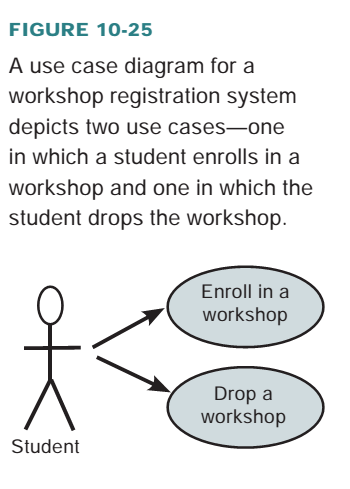 FIGURE 10-25
A use case diagram for a
workshop registration system
depicts two use cases—one
in which a student enrolls in a
workshop and one in which the
student drops the workshop.
Enroll in a
workshop
Drop a
workshop
Student